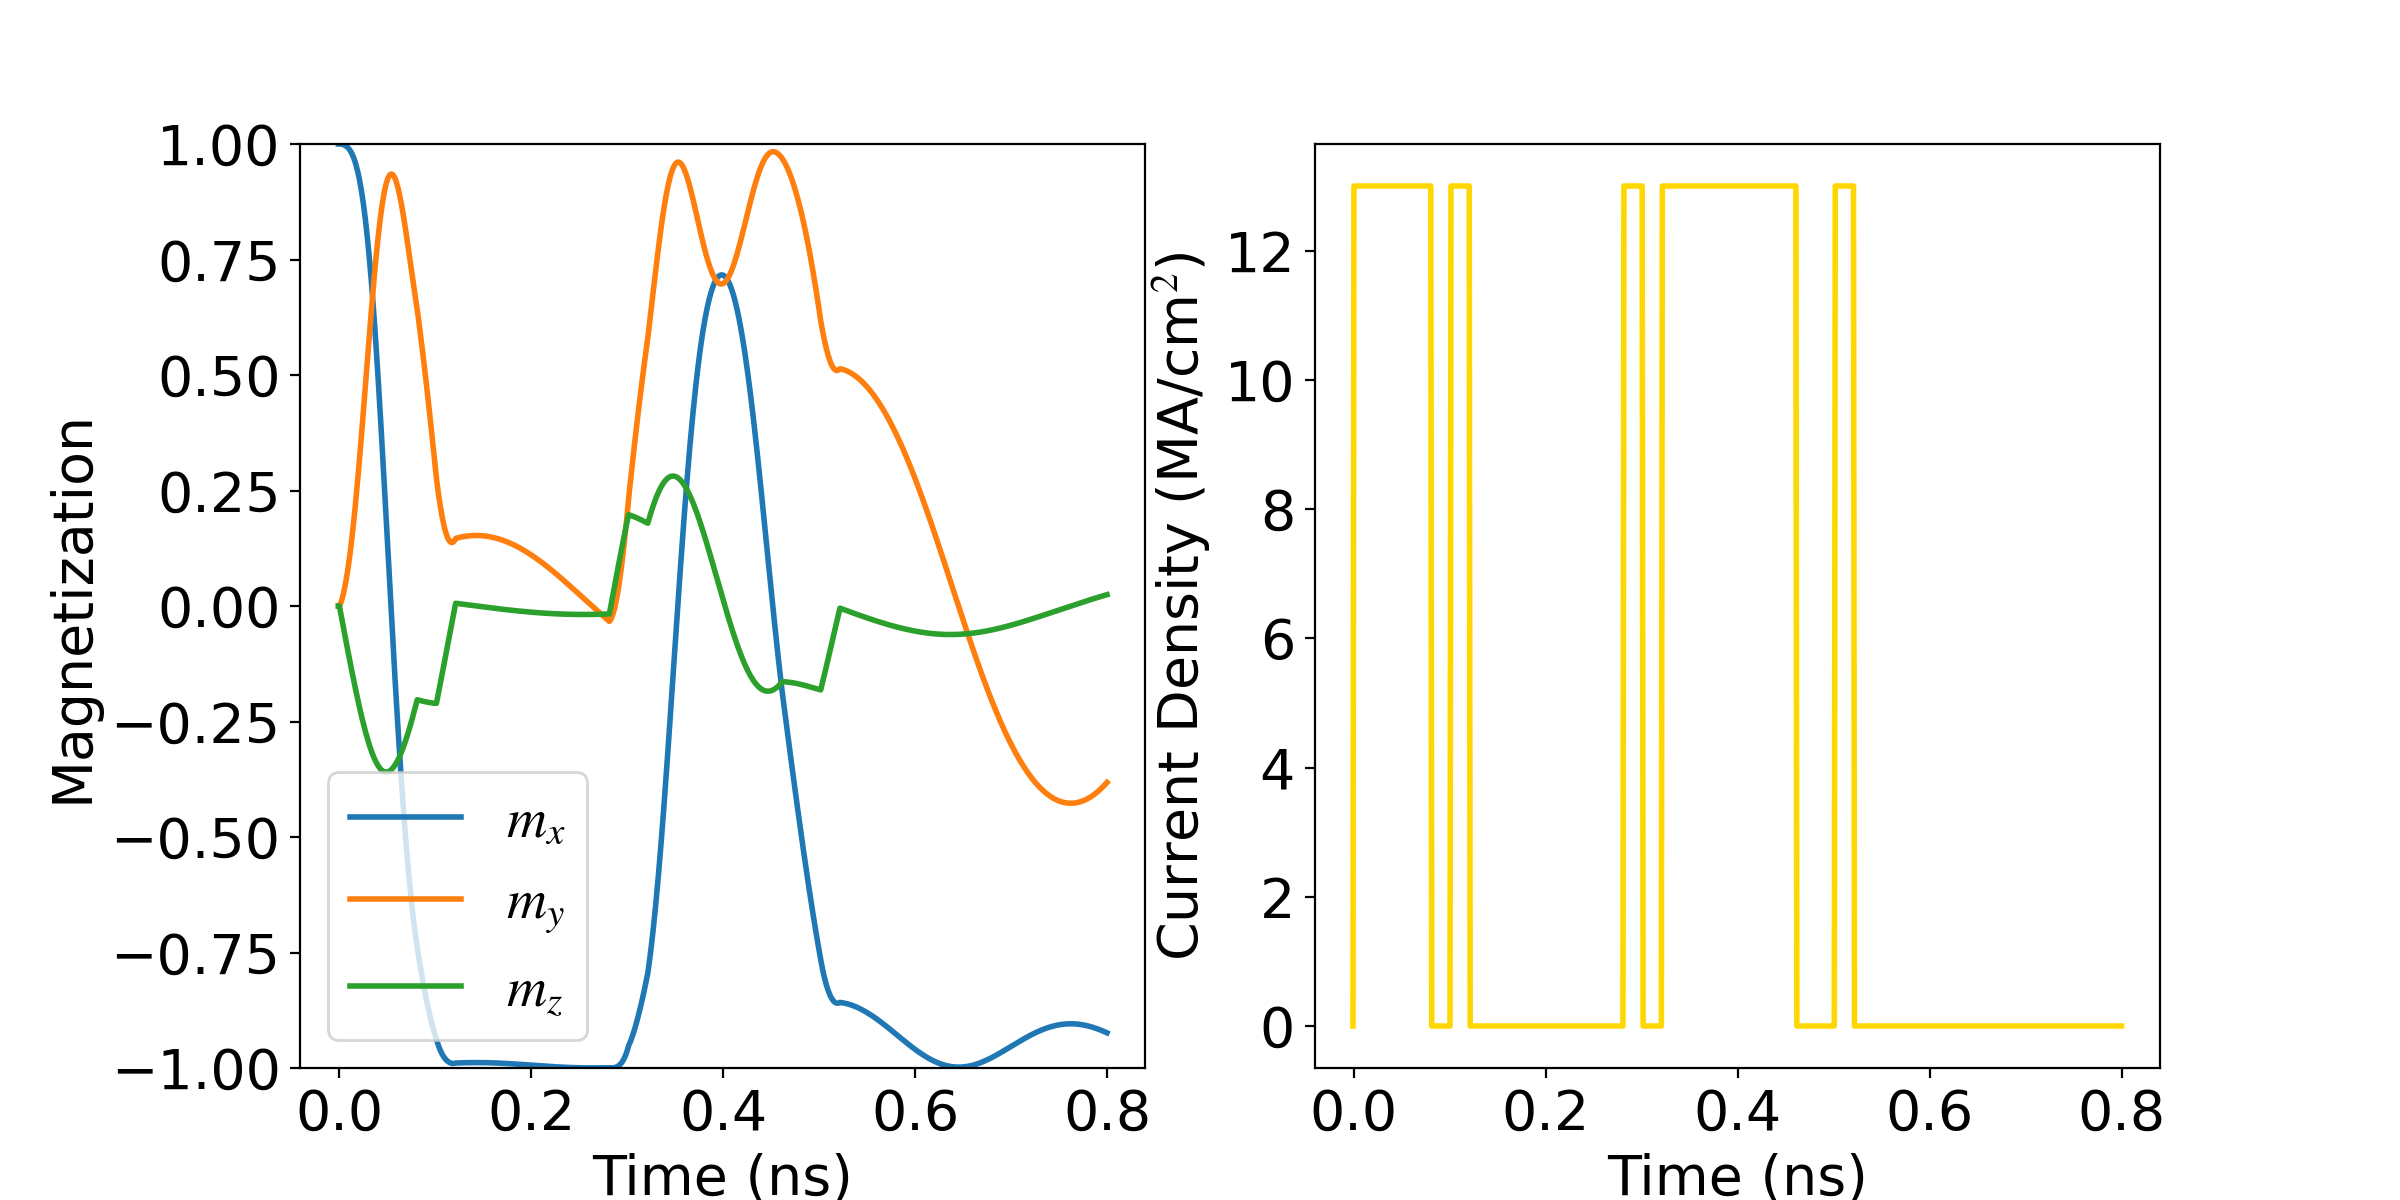 1.00
0.75
0.50
0.25
0.00
−0.25
−0.50
−0.75
−1.00
Magnetization
m_x
m_y
m_z
0.0 0.2 0.4 0.6 0.8
Time (ns)
Current Density (MA/cm²)
12
10
8
6
4
2
0
0.0 0.2 0.4 0.6 0.8
Time (ns)